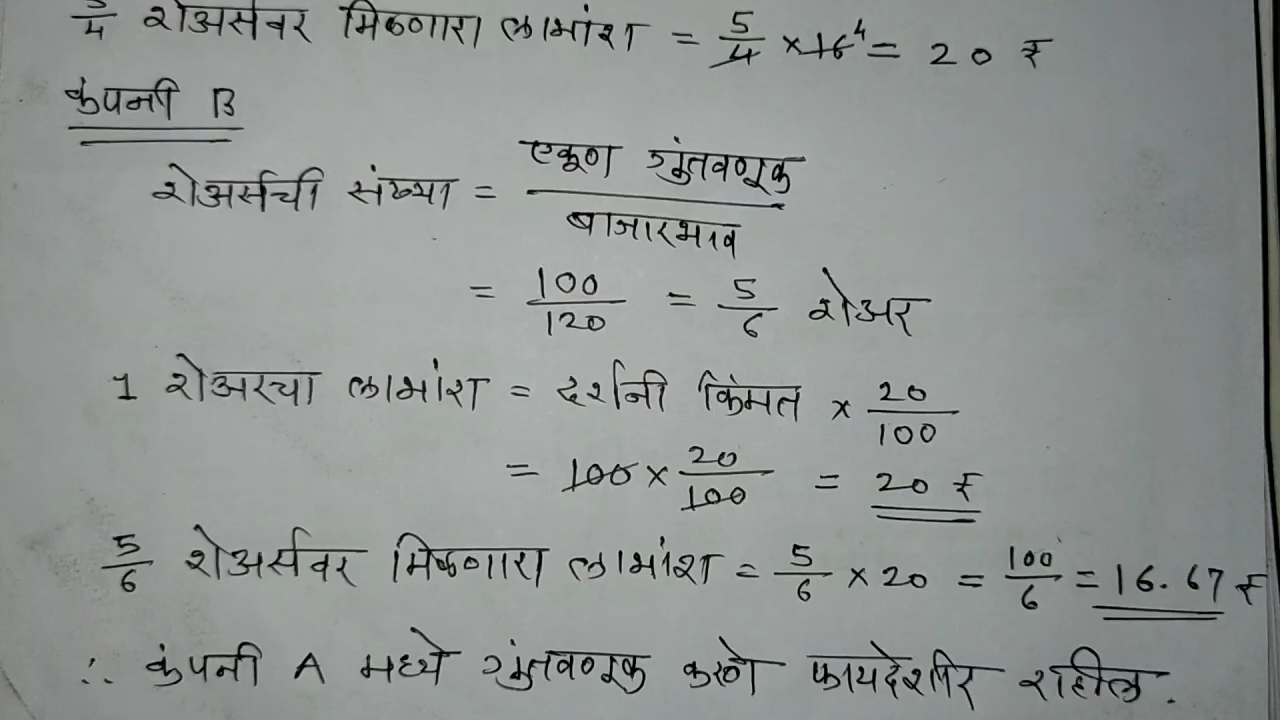 5/4 शेअर्सवर मिळणारा लाभांश = 5/4 × 16 4 = 20 ₹
कंपनी B
शेअर्सची संख्या = एकूण गुंतवणूक / बाजारभाव
= 100/120 = 5/6 शेअर
1 शेअरचा लाभांश = दर्शनी किंमत × 20/100
= 100 × 20/100 = 20 ₹
5/6 शेअर्सवर मिळणारा लाभांश = 5/6 × 20 = 100/6 = 16.67 ₹
∴ कंपनी A मध्ये गुंतवणूक करणे फायदेशीर राहील.